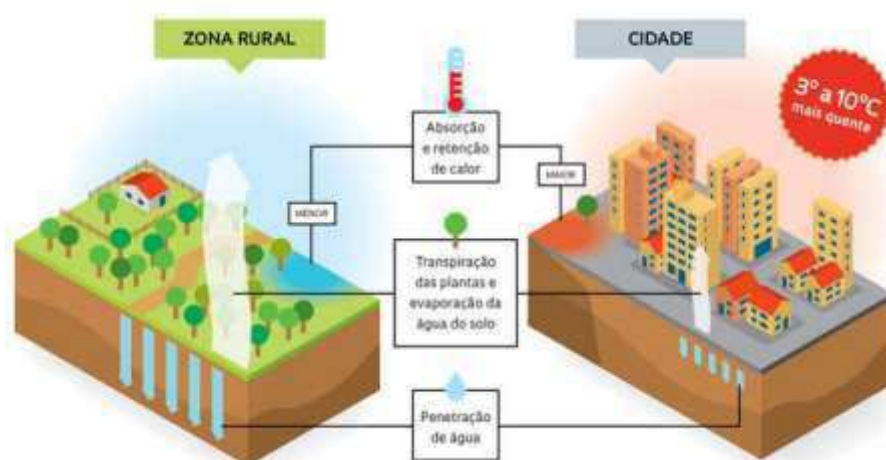 ZONA RURAL
CIDADE
3° a 10°C
mais quente
Absorção
e retenção
de calor
MENOR
MAIOR
Transpiração
das plantas e
evaporação da
água do solo
Penetração
de água